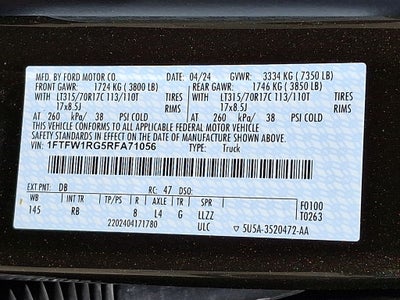 MFD. BY FORD MOTOR CO. 04/24 GVWR: 3334 KG (7350 LB)
FRONT GAWR: 1724 KG (3800 LB) REAR GAWR: 1746 KG (3850 LB)
WITH LT315/70R17C 113/110T TIRES WITH LT315/70R17C 113/110T TIRES
17x8.5J RIMS 17x8.5J RIMS
AT 260 kPa/ 38 PSI COLD AT 260 kPa/ 38 PSI COLD
THIS VEHICLE CONFORMS TO ALL APPLICABLE FEDERAL MOTOR VEHICLE
SAFETY STANDARDS IN EFFECT ON THE DATE OF MANUFACTURE SHOWN ABOVE.
VIN: 1FTFW1RG5RFA71056
TYPE: Truck
EXT PNT: DB RC: 47 DSO:
WB INT TR TP/PS R AXLE TR SPR F0100
145 RB 8 L4 G LLZZ T0263
2202404171780 ULC 5U5A-3520472-AA